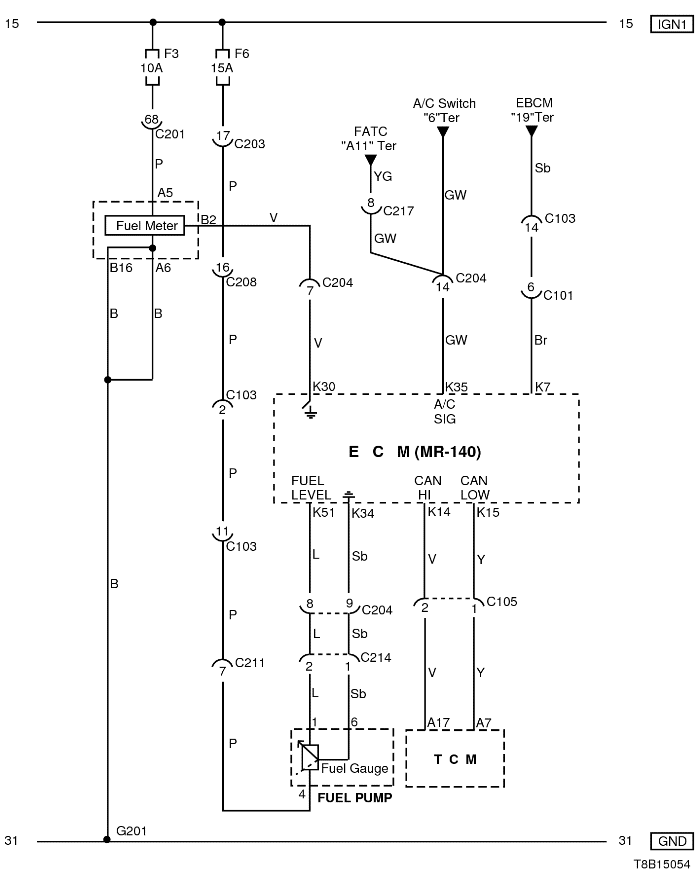 15
15
IGN1
F3
F6
10A
15A
A/C Switch
"6"Ter
EBCM
"19"Ter
FATC
"A11" Ter
68
C201
17
C203
P
P
YG
Sb
A5
8
C217
GW
C103
14
Fuel Meter
B2
V
GW
B16
A6
16
C208
C204
7
C204
14
6
C101
B
B
P
V
GW
Br
K30
K35
K7
C103
2
A/C
SIG
E C M (MR-140)
P
FUEL
LEVEL
CAN
HI
CAN
LOW
K51
K34
K14
K15
11
C103
L
Sb
V
Y
B
8
9
C204
2
1
C105
P
L
Sb
C211
7
2
1
C214
L
Sb
V
Y
1
6
A17
A7
P
Fuel Gauge
T C M
4
FUEL PUMP
G201
31
31
GND
T8B15054